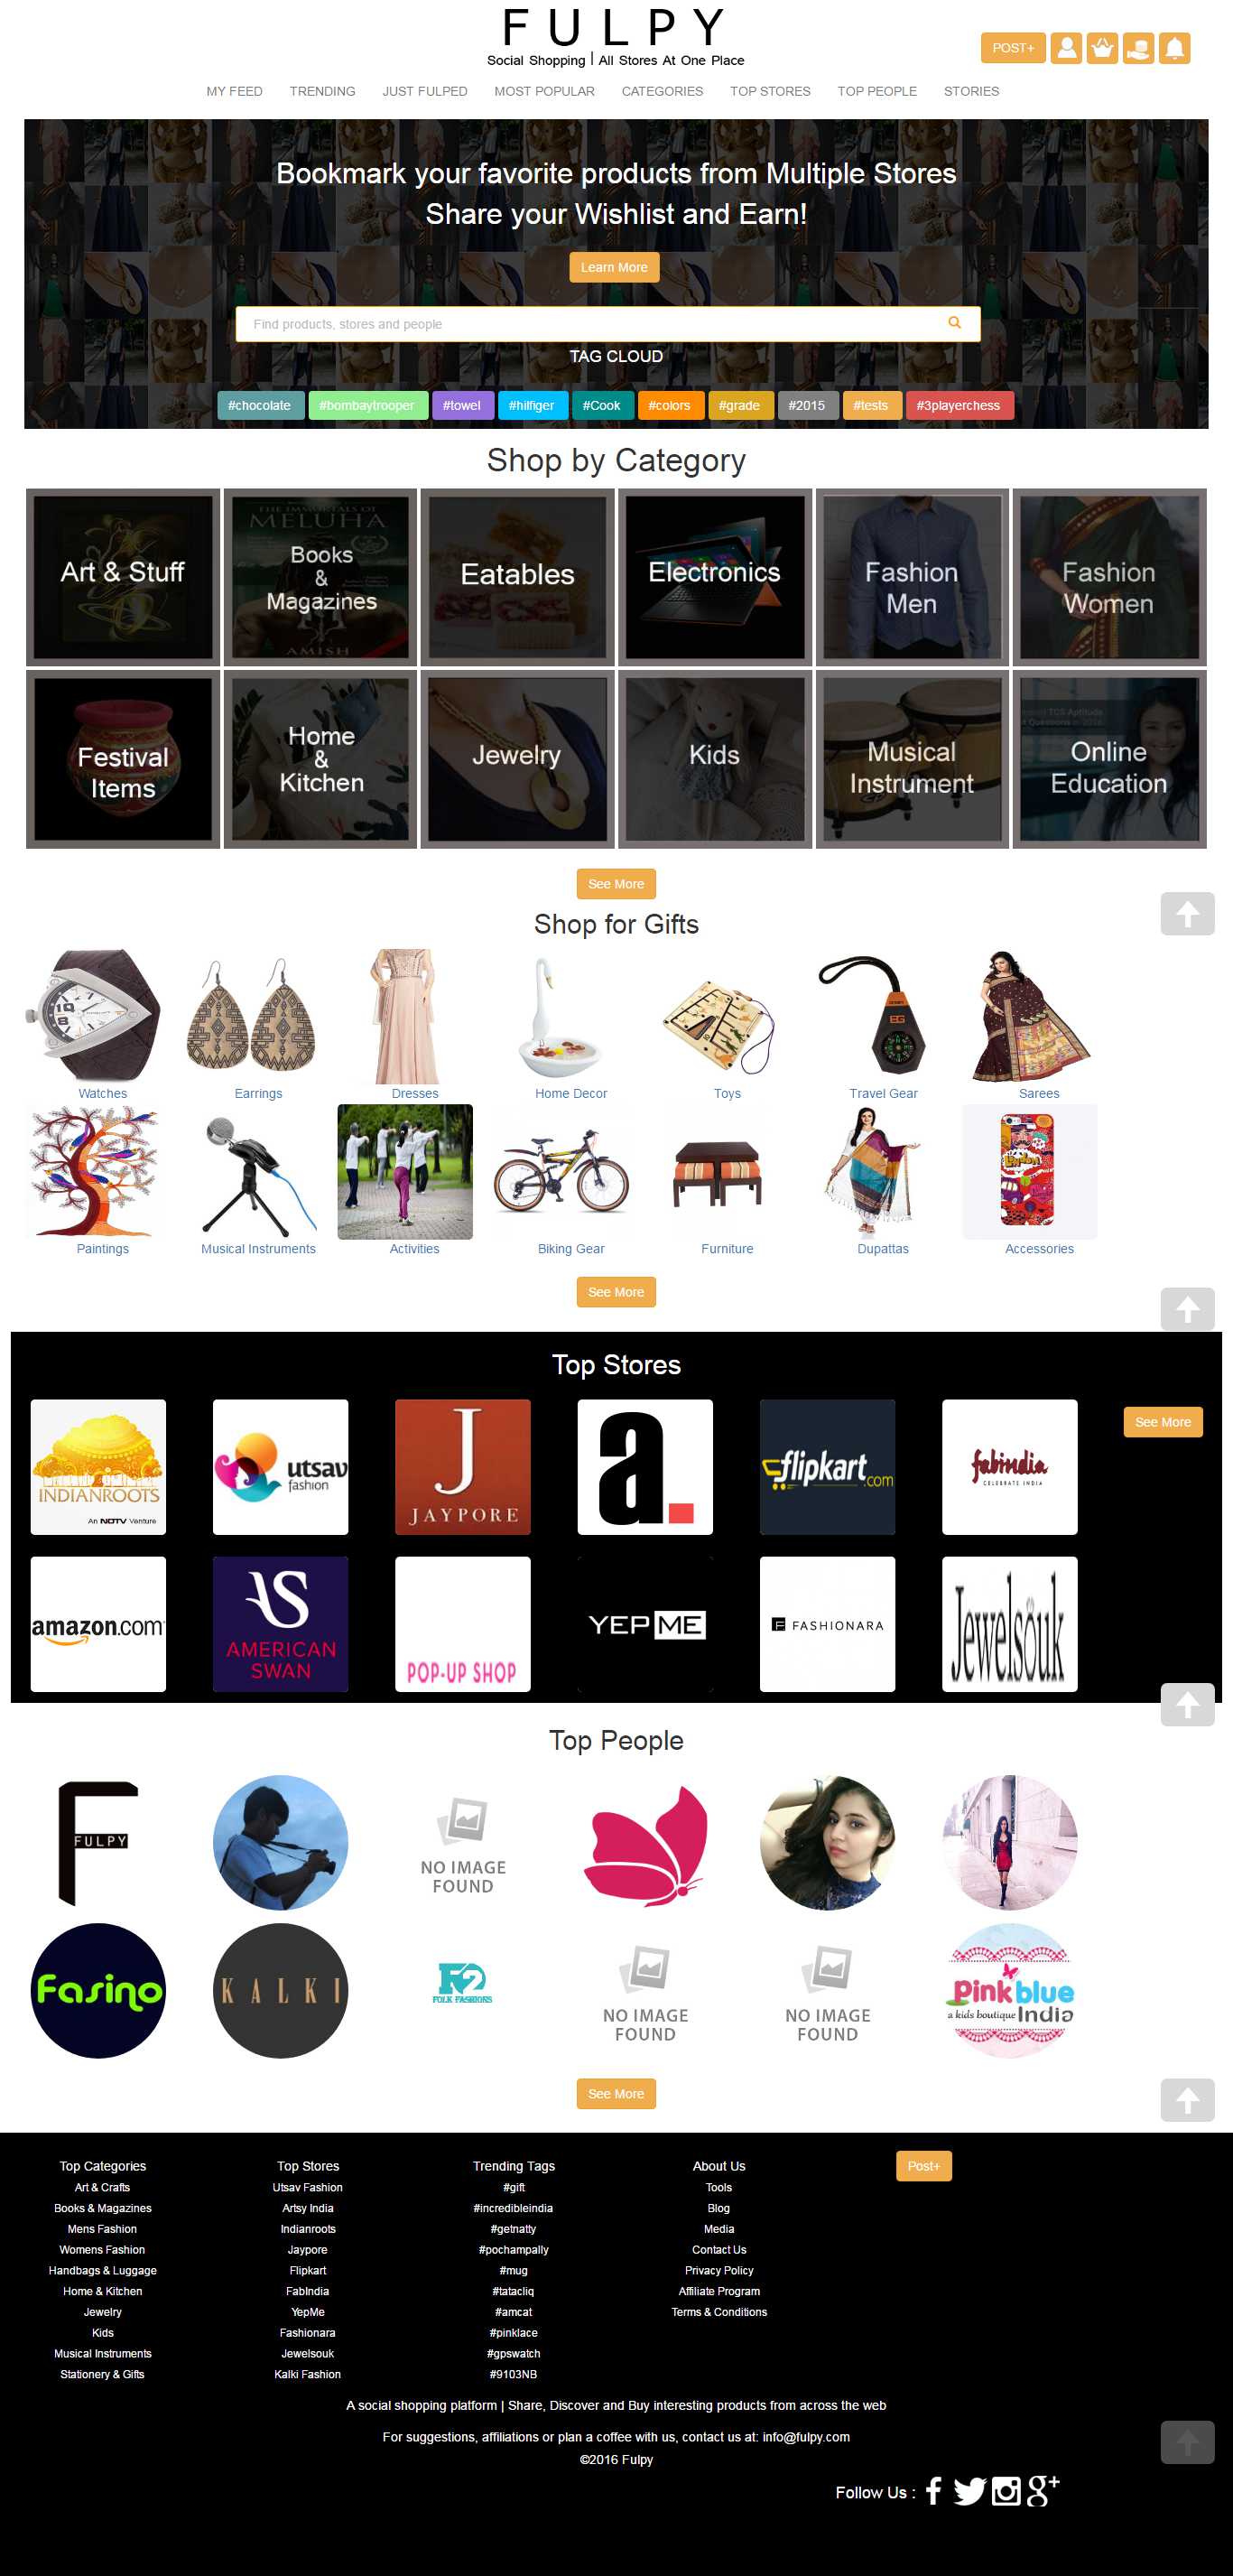 FULPY
Social Shopping | All Stores At One Place
POST+
MY FEED TRENDING JUST FULPED MOST POPULAR CATEGORIES TOP STORES TOP PEOPLE STORIES
Bookmark your favorite products from Multiple Stores
Share your Wishlist and Earn!
Learn More
Find products, stores and people
TAG CLOUD
#chocolate #bombaytrooper #towel #hilfiger #Cook #colors #grade #2015 #tests #3playerchess
Shop by Category
Art & Stuff
THE IMMORTALS OF
MELUHA
Books
&
Magazines
AMISH
Eatables
Electronics
Fashion
Men
Fashion
Women
Festival
Items
Home
&
Kitchen
Jewelry
Kids
Musical
Instrument
Online
Education
See More
Shop for Gifts
Watches Earrings Dresses Home Decor Toys Travel Gear Sarees
Paintings Musical Instruments Activities Biking Gear Furniture Dupattas Accessories
See More
Top Stores
INDIANROOTS
An NDTV Venture
utsav
fashion
J
JAYPORE
a.
flipkart.com
fabindia
CELEBRATE INDIA
See More
amazon.com
AS
AMERICAN
SWAN
POP-UP SHOP
YEPME
F FASHIONARA
Jewelsouk
Top People
F
FULPY
NO IMAGE
FOUND
Fasino
KALKI
F2
FOLK FASHIONS
NO IMAGE
FOUND
NO IMAGE
FOUND
Pinkblue
a kids boutique India
See More
Top Categories
Art & Crafts
Books & Magazines
Mens Fashion
Womens Fashion
Handbags & Luggage
Home & Kitchen
Jewelry
Kids
Musical Instruments
Stationery & Gifts
Top Stores
Utsav Fashion
Artsy India
Indianroots
Jaypore
Flipkart
FabIndia
YepMe
Fashionara
Jewelsouk
Kalki Fashion
Trending Tags
#gift
#incredibleindia
#getnatty
#pochampally
#mug
#tatacliq
#amcat
#pinklace
#gpswatch
#9103NB
About Us
Tools
Blog
Media
Contact Us
Privacy Policy
Affiliate Program
Terms & Conditions
Post+
A social shopping platform | Share, Discover and Buy interesting products from across the web
For suggestions, affiliations or plan a coffee with us, contact us at: info@fulpy.com
©2016 Fulpy
Follow Us :